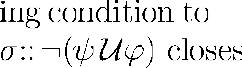 ing condition to
σ:: ¬(ψ 𝒰 φ) closes